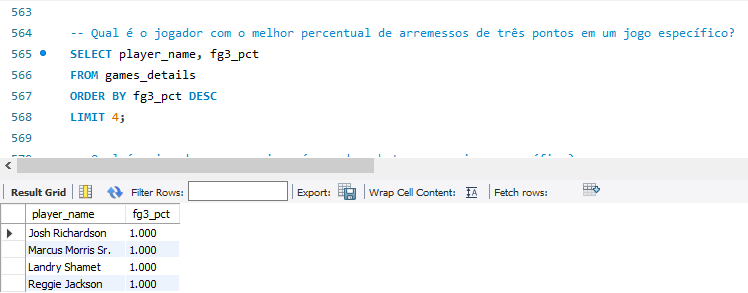 563
564 -- Qual é o jogador com o melhor percentual de arremessos de três pontos em um jogo específico?
565 SELECT player_name, fg3_pct
566 FROM games_details
567 ORDER BY fg3_pct DESC
568 LIMIT 4;
569
Result Grid Filter Rows: Export: Wrap Cell Content: Fetch rows:
player_name fg3_pct
Josh Richardson 1.000
Marcus Morris Sr. 1.000
Landry Shamet 1.000
Reggie Jackson 1.000